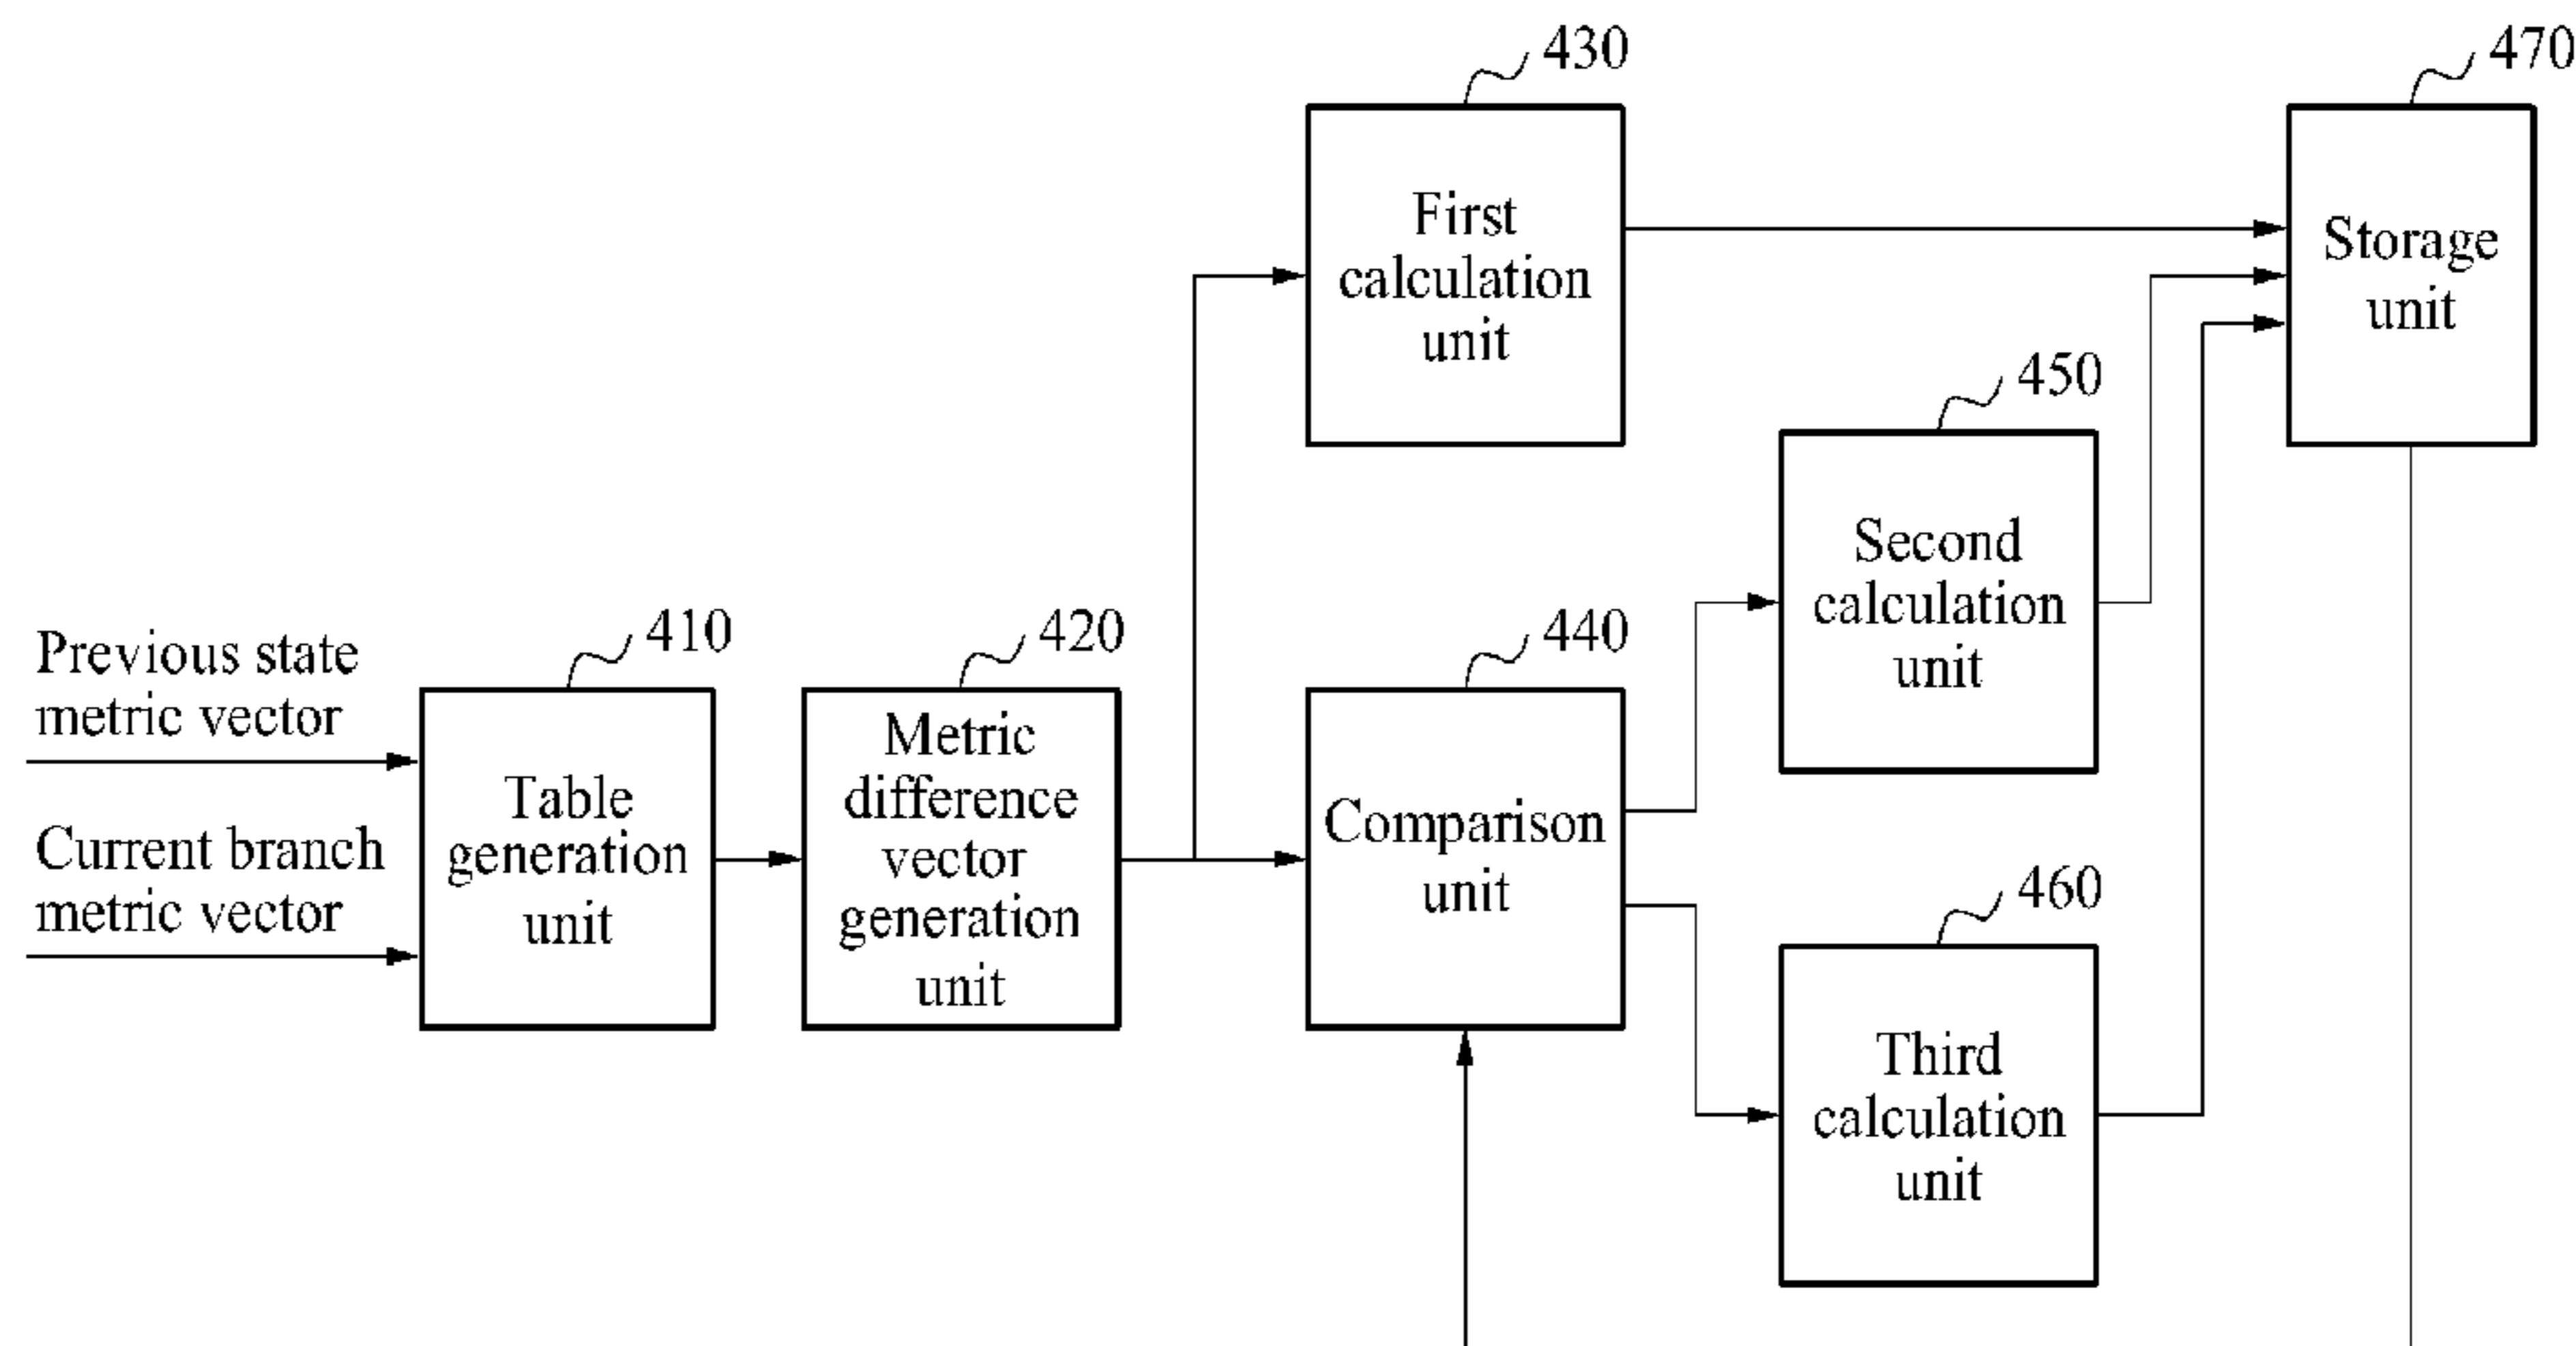 430
470
First
calculation
unit
Storage
unit
450
Second
calculation
unit
410
420
440
Previous state
metric vector
Current branch
metric vector
Table
generation
unit
Metric
difference
vector
generation
unit
Comparison
unit
460
Third
calculation
unit